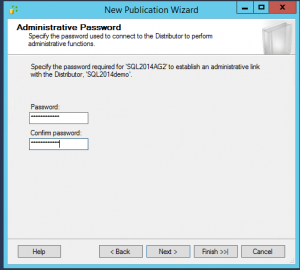 New Publication Wizard
Administrative Password
Specify the password used to connect to the Distributor to perform
administrative functions.
Specify the password required for 'SQL2014AG2' to establish an administrative link
with the Distributor, 'SQL2014demo'.
Password:
Confirm password:
Help
< Back
Next >
Finish >>|
Cancel